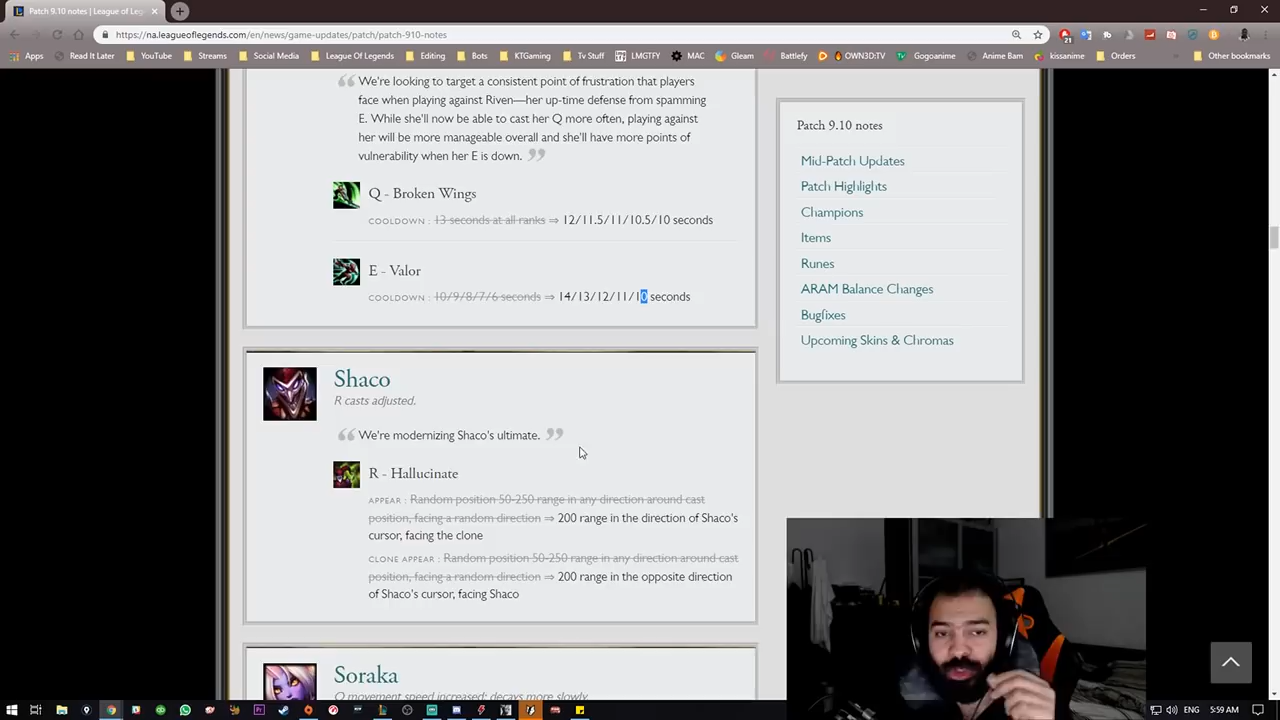 Patch 9.10 notes | League of Leg
https://na.leagueoflegends.com/en/news/game-updates/patch/patch-910-notes
Apps Read It Later YouTube Streams Social Media League Of Legends Editing Bots KTGaming Tv Stuff LMGTFY MAC Gleam Battlefy OWN3D:TV Gogoanime Anime Bam kissanime Orders Other bookmarks
We're looking to target a consistent point of frustration that players
face when playing against Riven—her up-time defense from spamming
E. While she'll now be able to cast her Q more often, playing against
her will be more manageable overall and she'll have more points of
vulnerability when her E is down.
Q - Broken Wings
COOLDOWN : 13 seconds at all ranks ⇒ 12/11.5/11/10.5/10 seconds
E - Valor
COOLDOWN : 10/9/8/7/6 seconds ⇒ 14/13/12/11/10 seconds
Shaco
R casts adjusted.
We're modernizing Shaco's ultimate.
R - Hallucinate
APPEAR : Random position 50-250 range in any direction around cast
position, facing a random direction ⇒ 200 range in the direction of Shaco's
cursor, facing the clone
CLONE APPEAR : Random position 50-250 range in any direction around cast
position, facing a random direction ⇒ 200 range in the opposite direction
of Shaco's cursor, facing Shaco
Soraka
Q movement speed increased; decays more slowly.
Patch 9.10 notes
Mid-Patch Updates
Patch Highlights
Champions
Items
Runes
ARAM Balance Changes
Bugfixes
Upcoming Skins & Chromas
ENG 5:59 AM